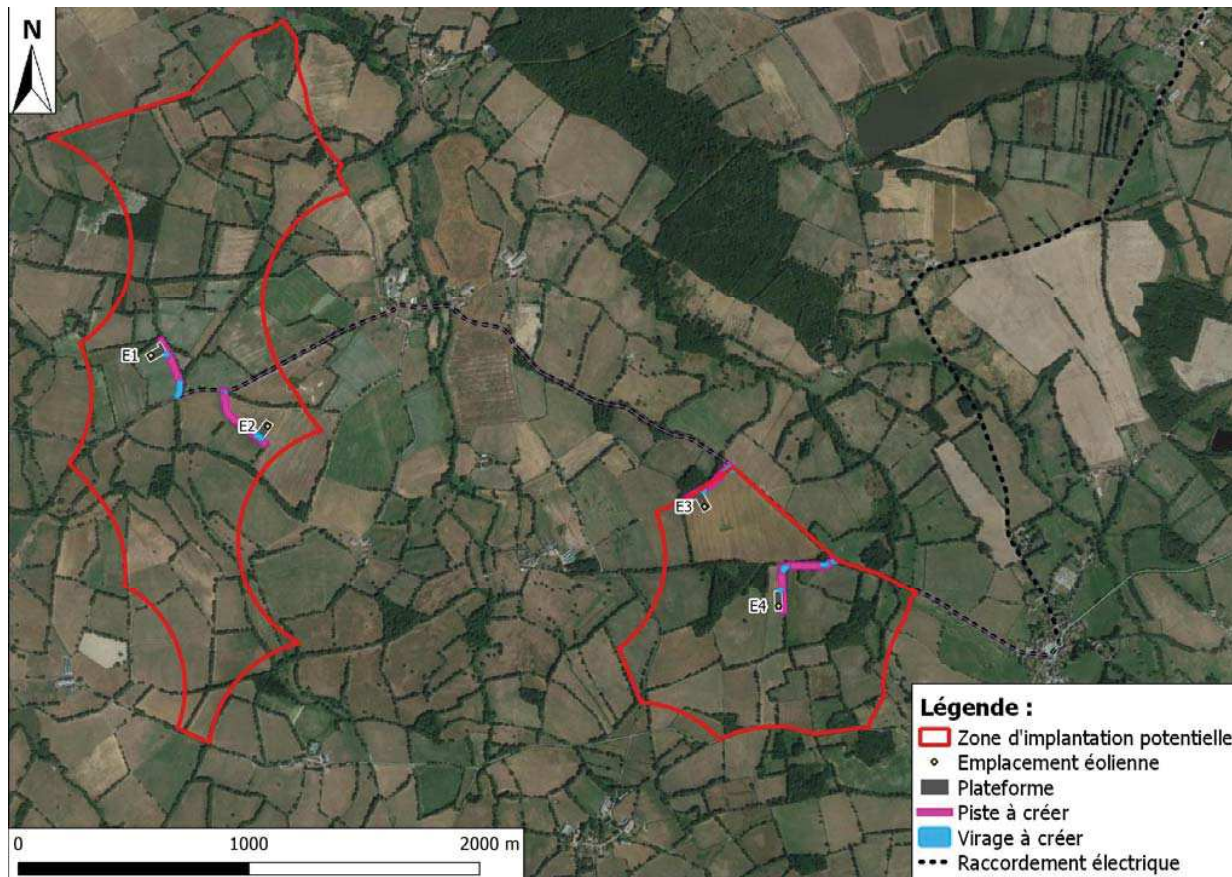 N
E1
E2
E3
E4
Légende :
Zone d'implantation potentielle
Emplacement éolienne
Plateforme
Piste à créer
Virage à créer
Raccordement électrique
0 1000 2000 m